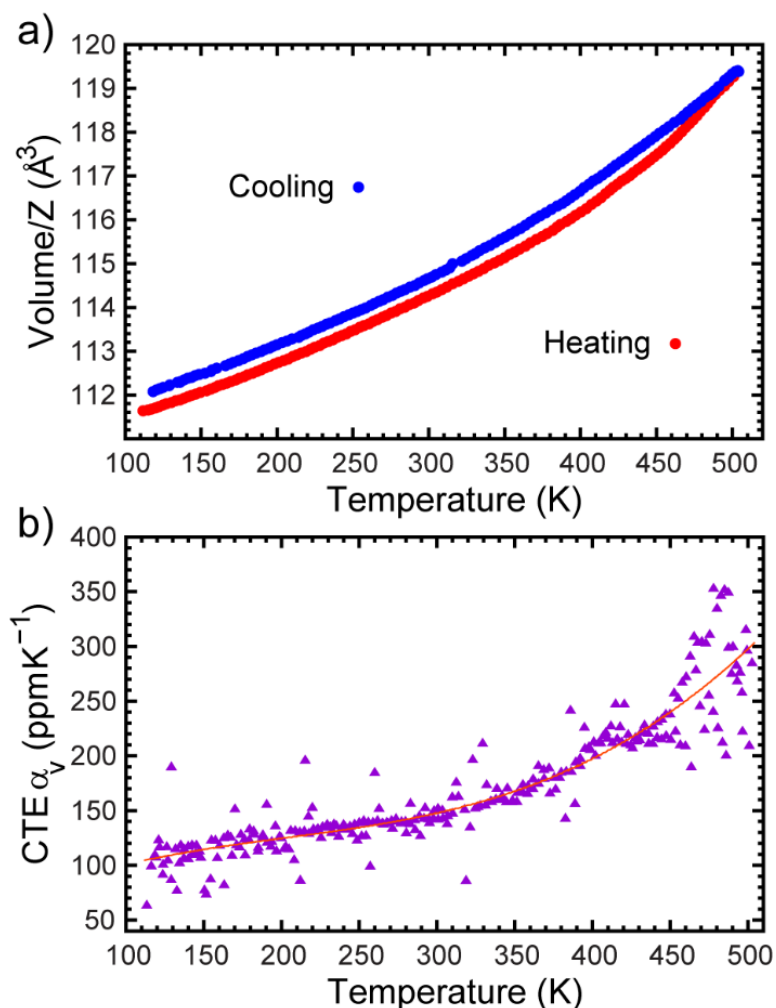 a)
120
119
118
117
116
115
114
113
112
Volume/Z (Å³)
Cooling
Heating
100 150 200 250 300 350 400 450 500
Temperature (K)
b)
400
350
300
250
200
150
100
50
CTE αᵥ (ppmK⁻¹)
100 150 200 250 300 350 400 450 500
Temperature (K)